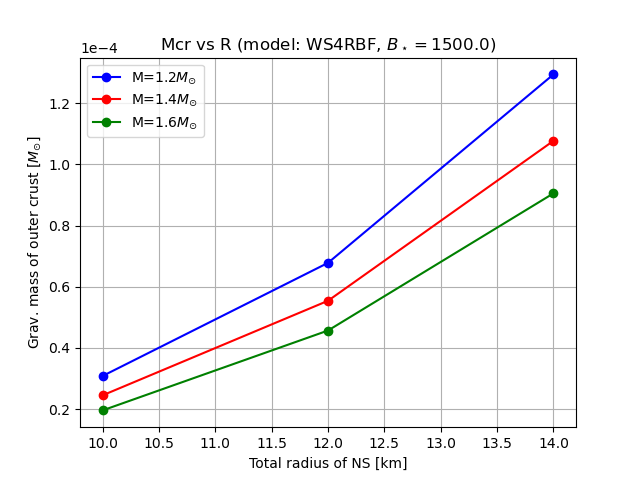 1e−4
Mcr vs R (model: WS4RBF, B⋆ = 1500.0)
M=1.2M⊙
M=1.4M⊙
M=1.6M⊙
Grav. mass of outer crust [M⊙]
1.2
1.0
0.8
0.6
0.4
0.2
10.0 10.5 11.0 11.5 12.0 12.5 13.0 13.5 14.0
Total radius of NS [km]